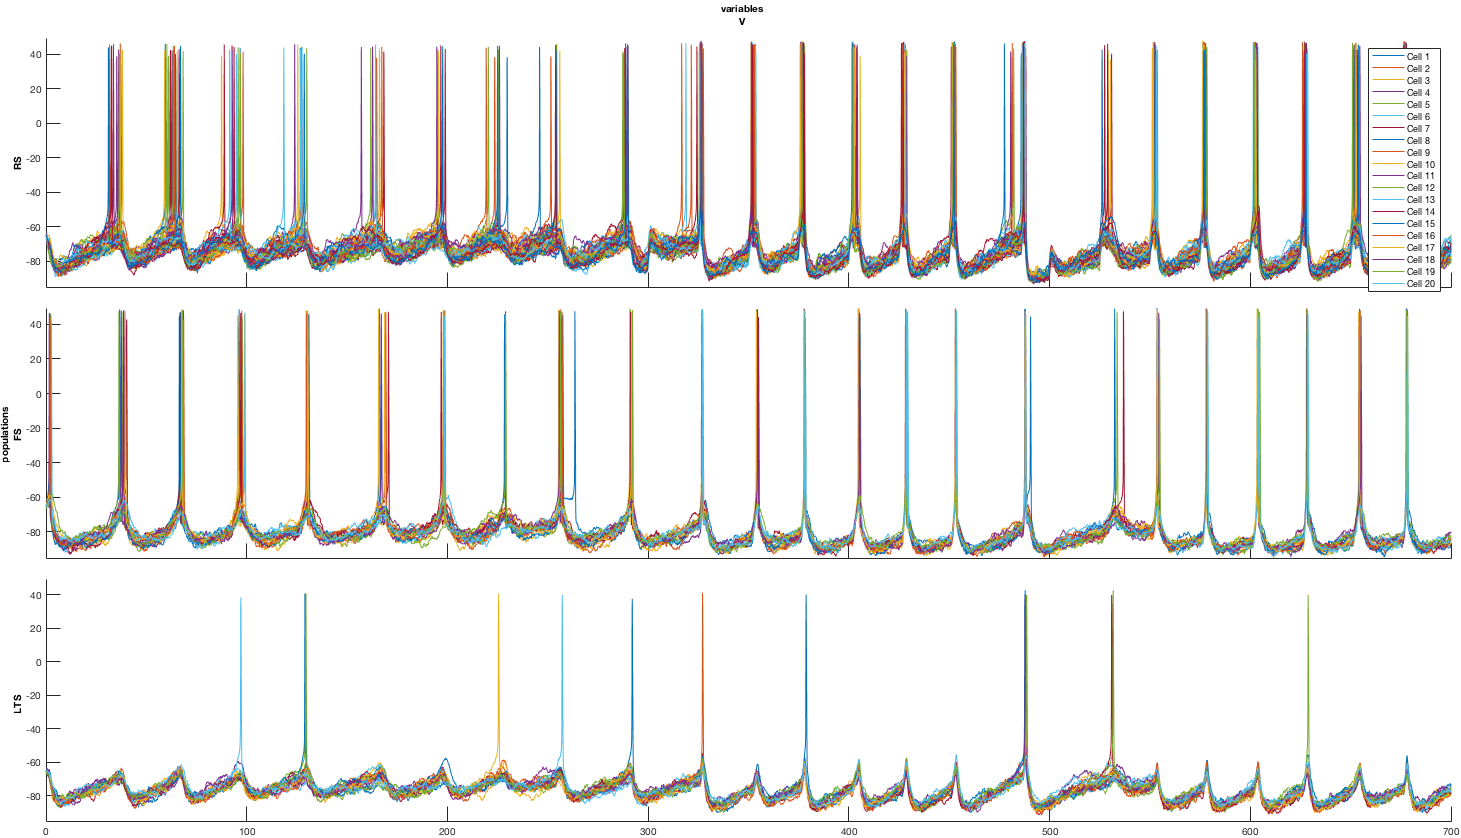 variables
V
40
20
0
-20
-40
-60
-80
RS
Cell 1
Cell 2
Cell 3
Cell 4
Cell 5
Cell 6
Cell 7
Cell 8
Cell 9
Cell 10
Cell 11
Cell 12
Cell 13
Cell 14
Cell 15
Cell 16
Cell 17
Cell 18
Cell 19
Cell 20
40
20
0
-20
-40
-60
-80
populations
FS
40
20
0
-20
-40
-60
-80
LTS
0
100
200
300
400
500
600
700